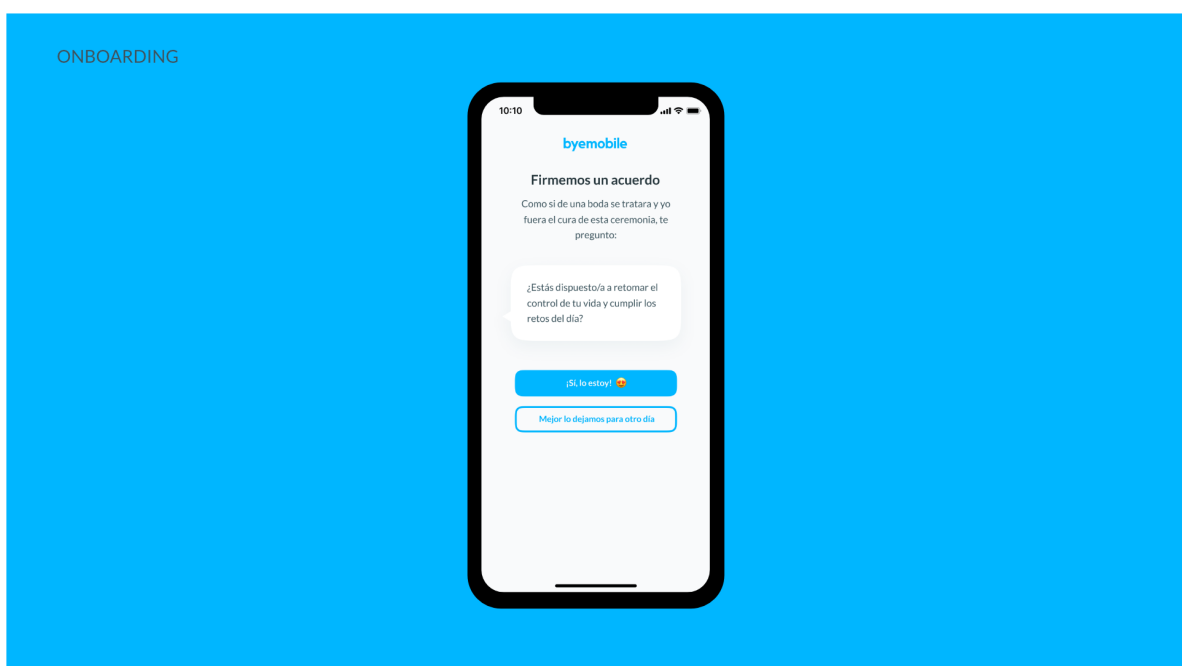 ONBOARDING
10:10
byemobile
Firmemos un acuerdo
Como si de una boda se tratara y yo
fuera el cura de esta ceremonia, te
pregunto:
¿Estás dispuesto/a a retomar el
control de tu vida y cumplir los
retos del día?
¡Sí, lo estoy! 😍
Mejor lo dejamos para otro día